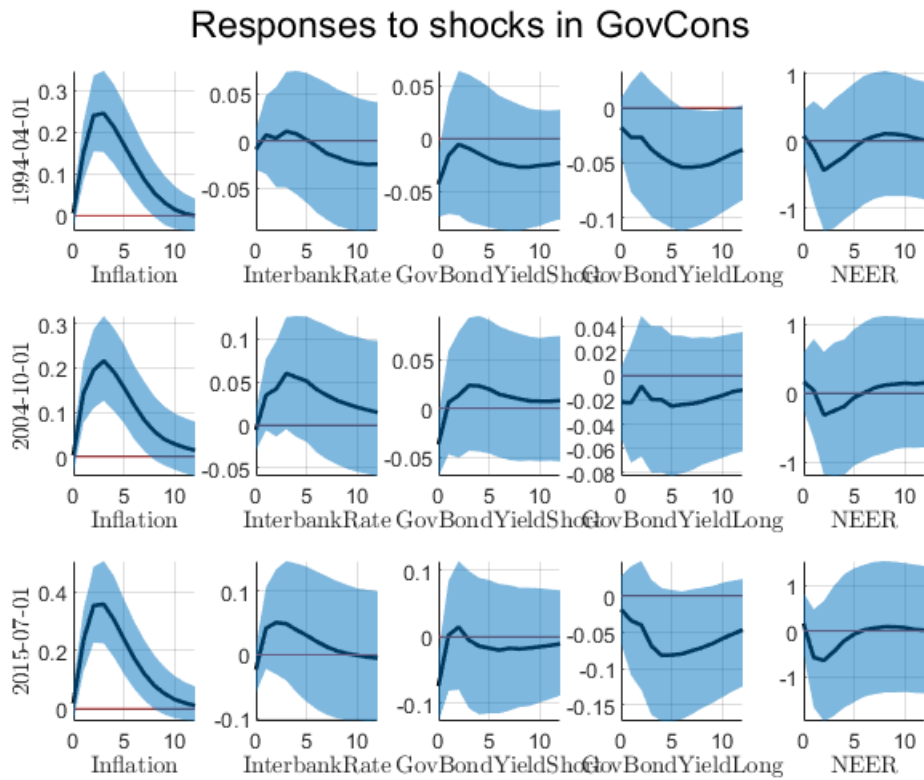 Responses to shocks in GovCons
1994-04-01
0.3
0.2
0.1
0
0 5 10
Inflation
0.05
0
-0.05
0 5 10
InterbankRate
0.05
0
-0.05
0 5 10
GovBondYieldShort
0
-0.05
-0.1
0 5 10
GovBondYieldLong
1
0
-1
0 5 10
NEER
2004-10-01
0.3
0.2
0.1
0
0 5 10
Inflation
0.1
0.05
0
-0.05
0 5 10
InterbankRate
0.05
0
-0.05
0 5 10
GovBondYieldShort
0.04
0.02
0
-0.02
-0.04
-0.06
-0.08
0 5 10
GovBondYieldLong
1
0
-1
0 5 10
NEER
2015-07-01
0.4
0.2
0
0 5 10
Inflation
0.1
0
-0.1
0 5 10
InterbankRate
0.1
0
-0.1
0 5 10
GovBondYieldShort
0
-0.05
-0.1
-0.15
0 5 10
GovBondYieldLong
1
0
-1
0 5 10
NEER